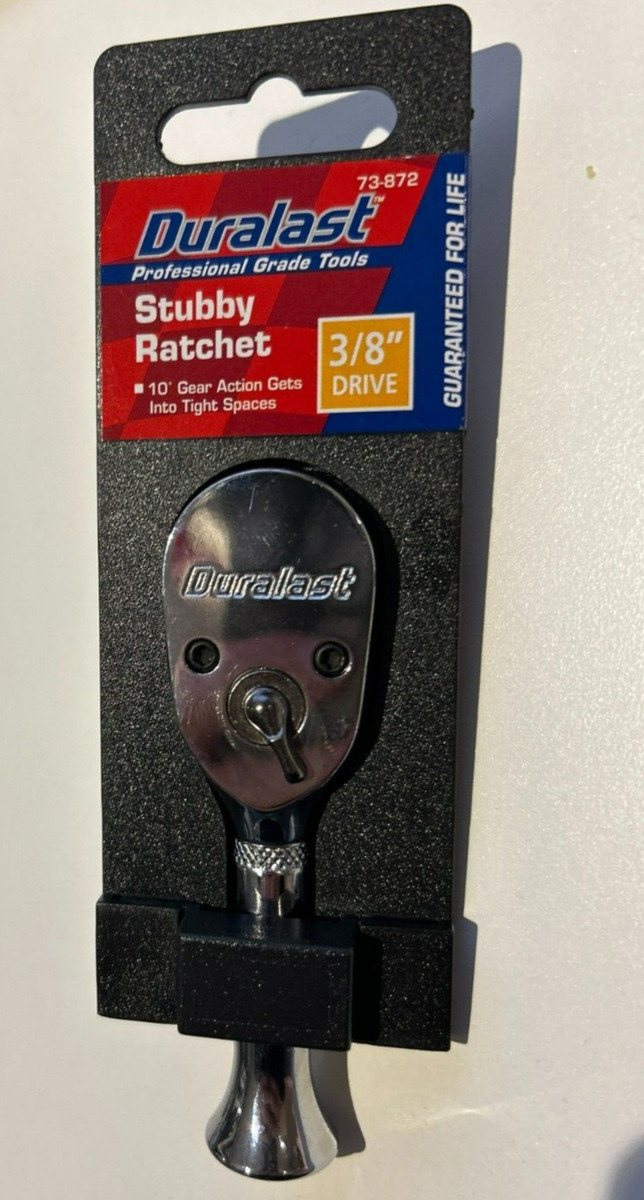 73-872
Duralast™
Professional Grade Tools
Stubby
Ratchet
10° Gear Action Gets
Into Tight Spaces
3/8"
DRIVE
GUARANTEED FOR LIFE
Duralast